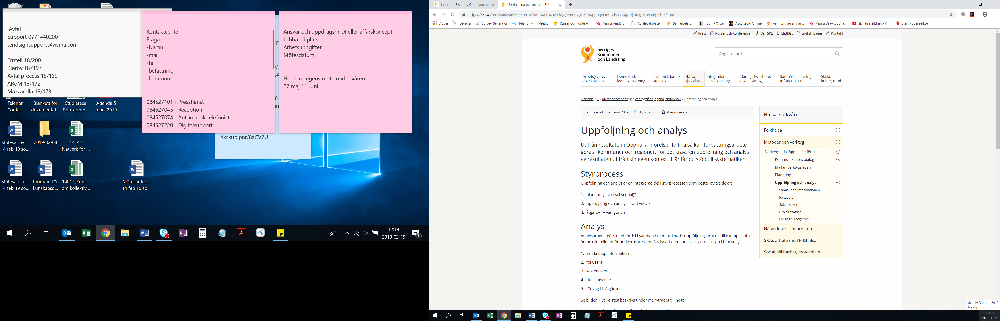 Avtal
Support 0771440200
tendsignsupport@visma.com
Erntell 18/200
Klerby 187197
Avtal process 18/169
ARoM 18/172
Mazzarella 18/173
Kontaktcenter
Fråga
-Namn
-mail
-tel
-befattning
-kommun
084527101 - Presstjänst
084527045 - Reception
084527074 - Automatisk telefonist
084527220 - Digitalsupport
Ansvar och uppdragsnr DI eller affärskoncept
Jobba på plats
Arbetsuppgifter
Mötesdatum
Helen örtegens möte under våren.
27 maj 11 Juni
rikskup:pnr/8aCV7U
Telenor Conta...
Blankett för dokumentat...
Studieresa Falu komm...
Agenda 5 mars 2019
Mötesantec... 14 feb 19 so...
2019-02-08
14142 Nätverk för ...
Mötesantec... 14 feb 19 so...
Program för kunskapsd...
14017_Kuns... om kollektiv...
Mötesantec... 14 feb 19 so...
12:19
2019-02-19
1
Intranet - Sveriges Kommuner oc
Uppföljning och analys - SKL
https://skl.se/halsasjukvard/folkhalsa/metoderochverktyg/verktygsladaoppnajamforelser/uppfoljningochanalys.4021.html
Appar
Delegia
Survey Generator
Telenor Mitt Företag
Kurser och konfere...
Visma TendSign
Avtalsdatabasen
Samarbetsrum
Com- Oscar
AccuRadio Online
Vem kan jag anlita?...
Visma Direktuppha...
skl jämställdhet - Y...
Start - Edenred.se
Press
Kurser och konferenser
Om SKL
Lättläst
English pages
Kontakt
Sveriges
Kommuner
och Landsting
Ange sökord
Arbetsgivare, kollektivavtal
Demokrati, ledning, styrning
Ekonomi, juridik, statistik
Hälsa, sjukvård
Integration, social omsorg
Näringsliv, arbete, digitalisering
Samhällsplanering, infrastruktur
Skola, kultur, fritid
Startsida / ... / Metoder och verktyg / Verktygslåda, öppna jämförelser / Uppföljning och analys
Publicerad: 6 februari 2019
Lyssna
Prenumerera
Uppföljning och analys
Utifrån resultaten i Öppna jämförelser folkhälsa kan förbättringsarbete
göras i kommuner och regioner. För det krävs en uppföljning och analys
av resultaten utifrån sin egen kontext. Här får du stöd till systematiken.
Styrprocess
Uppföljning och analys är en integrerad del i styrprocessen som består av tre delar:
1. planering – vad vill vi (mål)?
2. uppföljning och analys – vad vet vi?
3. åtgärder – vad gör vi?
Analys
Analysarbetet görs med fördel i samband med ordinarie uppföljningsarbete, till exempel inför
årsbokslut eller inför budgetprocessen. Analysarbetet har vi valt att dela upp i fem steg:
1. samla ihop information
2. fokusera
3. sök orsaker
4. dra slutsatser
5. förslag till åtgärder.
Se bilden – varje steg beskrivs under menyträdet till höger.
Hälsa, sjukvård
Folkhälsa
Metoder och verktyg
Verktygslåda, öppna jämförelser
Kommunikation, dialog
Mallar, verktygslådan
Planering
Uppföljning och analys
Samla ihop informationen
Fokusera
Sök orsaker
Dra slutsatser
Förslag till åtgärder
Nätverk och samarbeten
SKL:s arbete med folkhälsa
Social hållbarhet, mötesplats
den 19 februari 2019
tisdag
12:19
2019-02-19